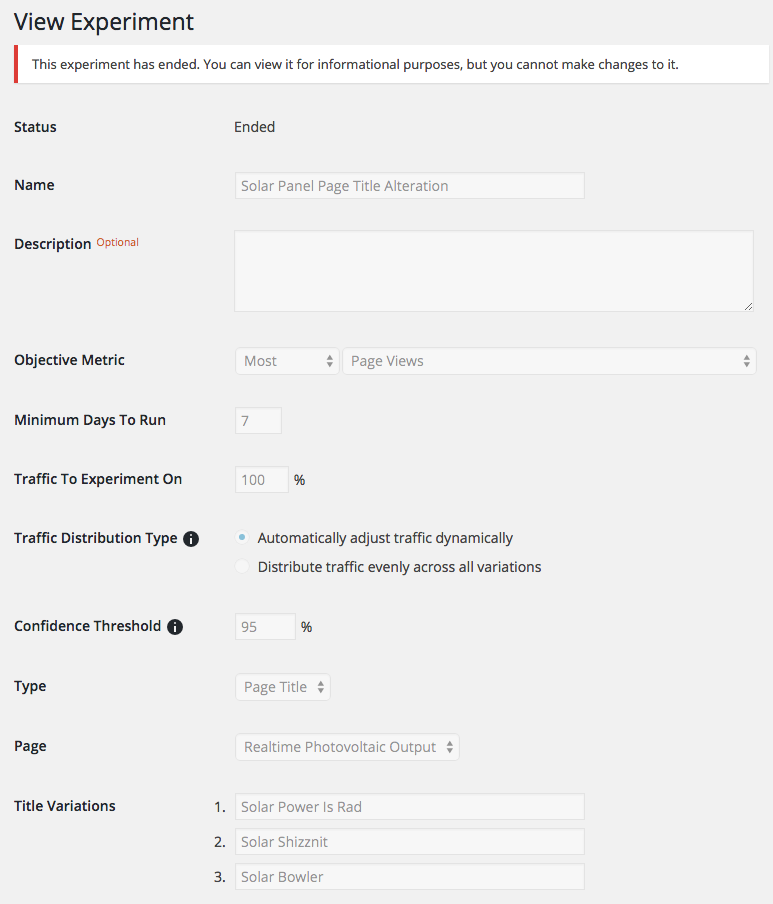 View Experiment
This experiment has ended. You can view it for informational purposes, but you cannot make changes to it.
Status Ended
Name Solar Panel Page Title Alteration
Description Optional
Objective Metric Most Page Views
Minimum Days To Run 7
Traffic To Experiment On 100 %
Traffic Distribution Type i Automatically adjust traffic dynamically
Distribute traffic evenly across all variations
Confidence Threshold i 95 %
Type Page Title
Page Realtime Photovoltaic Output
Title Variations 1. Solar Power Is Rad
2. Solar Shizznit
3. Solar Bowler